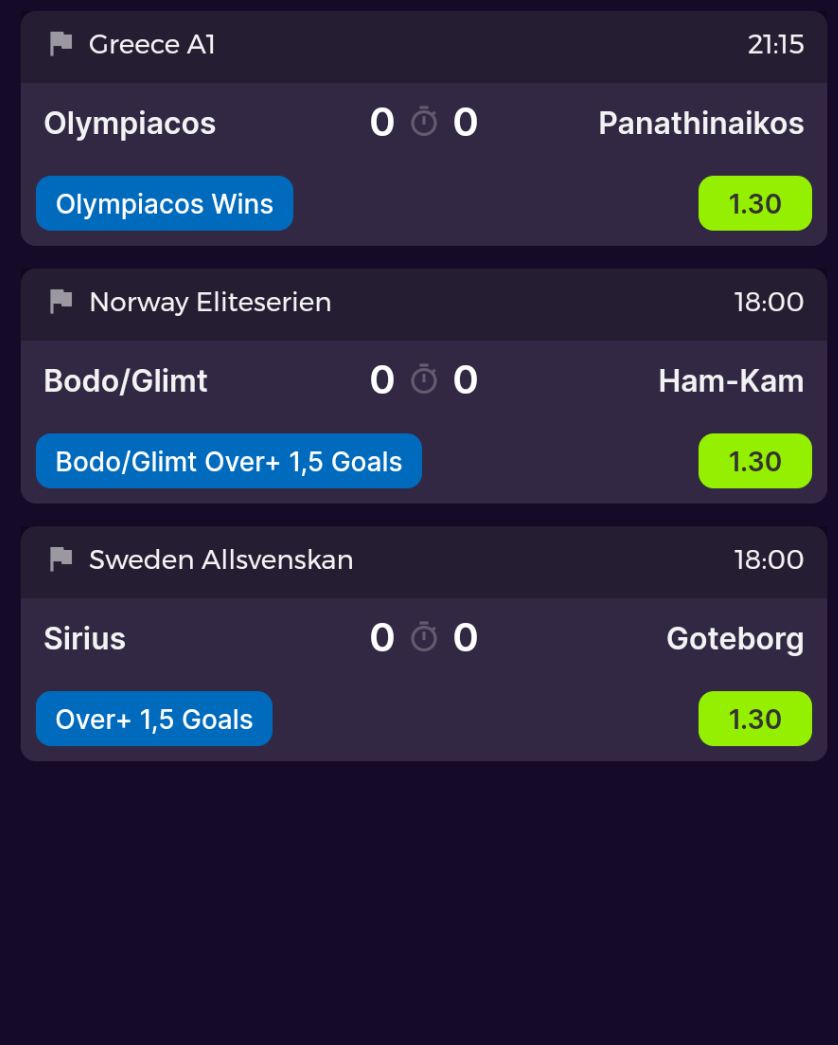 Greece A1 21:15
Olympiacos 0 0 Panathinaikos
Olympiacos Wins 1.30
Norway Eliteserien 18:00
Bodo/Glimt 0 0 Ham-Kam
Bodo/Glimt Over+ 1,5 Goals 1.30
Sweden Allsvenskan 18:00
Sirius 0 0 Goteborg
Over+ 1,5 Goals 1.30